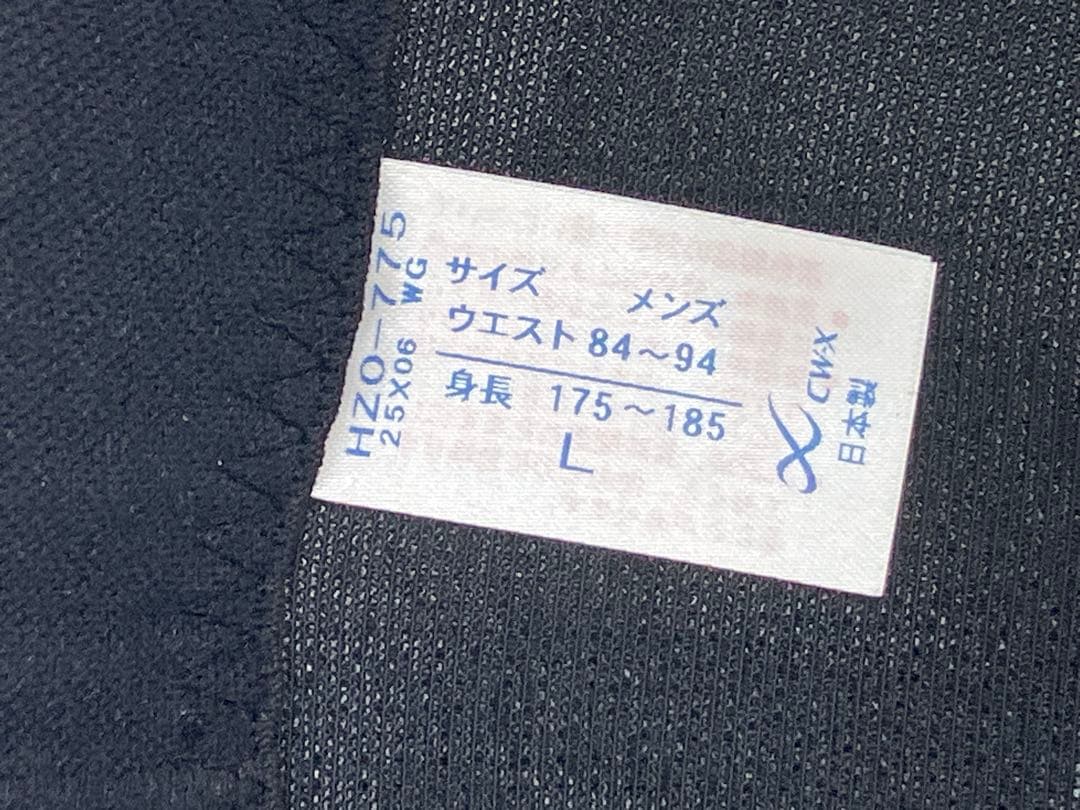 サイズ メンズ
ウエスト 84～94
身長 175～185
L
HZO-775
25X06 WG
CW-X
日本製